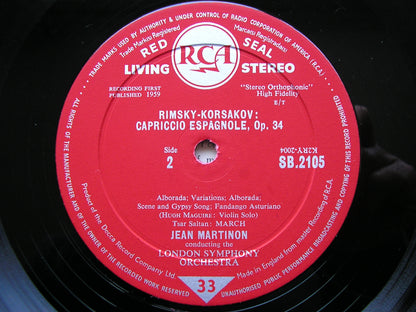 TRADE MARKS USED BY AUTHORITY & UNDER CONTROL OF RADIO CORPORATION OF AMERICA (R.C.A.)
Trade Marks Registered
Marcas Registradas
RED RCA SEAL
LIVING STEREO
RECORDING FIRST
PUBLISHED 1959
"Stereo Orthophonic"
High Fidelity
E/T
RIMSKY-KORSAKOV:
CAPRICCIO ESPAGNOLE, Op. 34
Side
2
K2RY-2004
SB.2105
Alborada; Variations; Alborada;
Scene and Gypsy Song; Fandango Asturiano
(HUGH MAGUIRE: Violin Solo)
Tsar Saltan: MARCH
JEAN MARTINON
conducting the
LONDON SYMPHONY
ORCHESTRA
33
Product of the Decca Record Company Ltd
Made in England from master Recording of R.C.A.
ALL RIGHTS OF THE MANUFACTURER AND OF THE OWNER OF THE RECORDED WORK RESERVED
UNAUTHORISED PUBLIC PERFORMANCE BROADCASTING AND COPYING OF THIS RECORD PROHIBITED